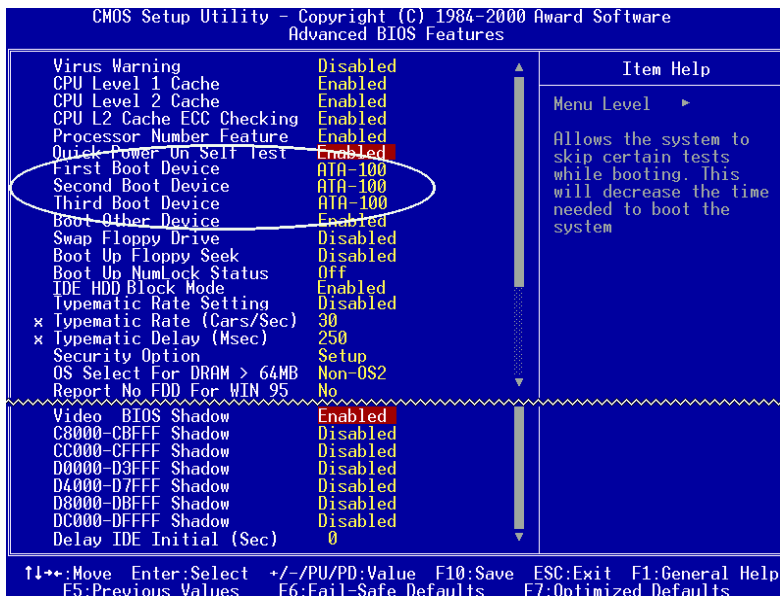 CMOS Setup Utility - Copyright (C) 1984-2000 Award Software
Advanced BIOS Features
Virus Warning Disabled
CPU Level 1 Cache Enabled
CPU Level 2 Cache Enabled
CPU L2 Cache ECC Checking Enabled
Processor Number Feature Enabled
Quick Power On Self Test Enabled
First Boot Device ATA-100
Second Boot Device ATA-100
Third Boot Device ATA-100
Boot Other Device Enabled
Swap Floppy Drive Disabled
Boot Up Floppy Seek Disabled
Boot Up NumLock Status Off
IDE HDD Block Mode Enabled
Typematic Rate Setting Disabled
x Typematic Rate (Cars/Sec) 30
x Typematic Delay (Msec) 250
Security Option Setup
OS Select For DRAM > 64MB Non-OS2
Report No FDD For WIN 95 No
Video BIOS Shadow Enabled
C8000-CBFFF Shadow Disabled
CC000-CFFFF Shadow Disabled
D0000-D3FFF Shadow Disabled
D4000-D7FFF Shadow Disabled
D8000-DBFFF Shadow Disabled
DC000-DFFFF Shadow Disabled
Delay IDE Initial (Sec) 0
Item Help
Menu Level ►
Allows the system to
skip certain tests
while booting. This
will decrease the time
needed to boot the
system
↑↓→←:Move Enter:Select +/-/PU/PD:Value F10:Save ESC:Exit F1:General Help
F5:Previous Values F6:Fail-Safe Defaults F7:Optimized Defaults